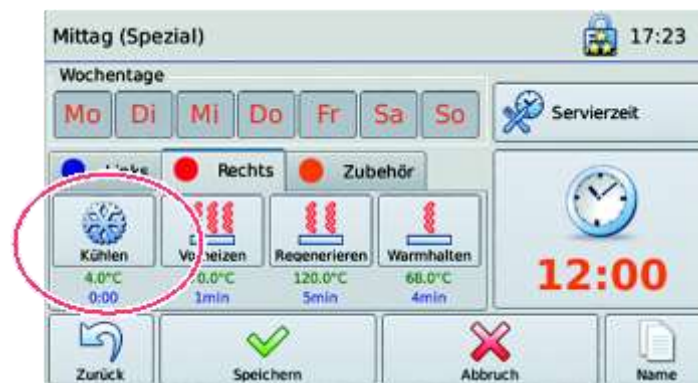 Mittag (Spezial)
17:23
Wochentage
Mo Di Mi Do Fr Sa So
Servierzeit
Rechts Zubehör
Kühlen Vorheizen Regenerieren Warmhalten
4.0°C 120.0°C 68.0°C
0:00 1min 5min 4min
12:00
Zurück Speichern Abbruch Name